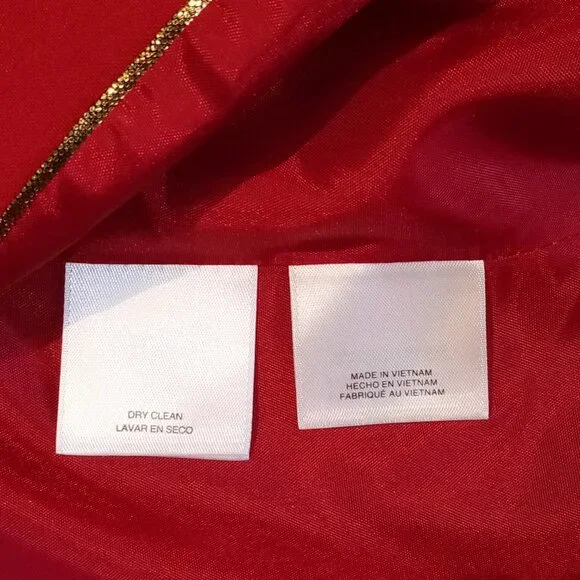 DRY CLEAN
LAVAR EN SECO
MADE IN VIETNAM
HECHO EN VIETNAM
FABRIQUÉ AU VIETNAM